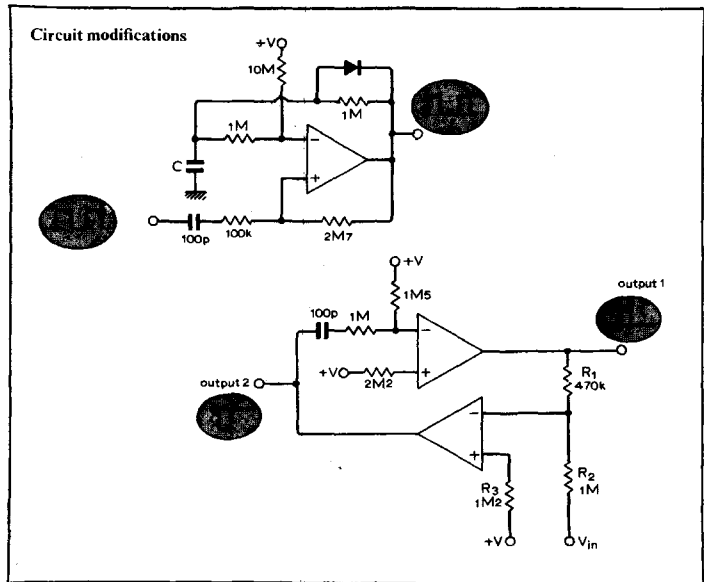 Circuit modifications
+V
10M
1M
1M
C
−
+
100p
100k
2M7
+V
1M5
output 1
100p
1M
−
+V
2M2
+
R1
470k
output 2
−
+
R3
1M2
R2
1M
+V
Vin